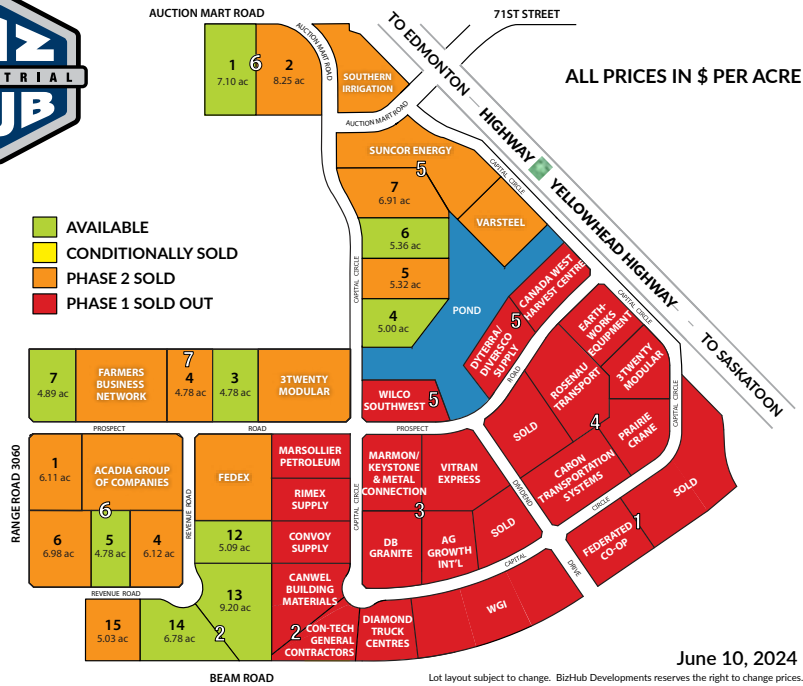 AUCTION MART ROAD
71ST STREET
TO EDMONTON
HIGHWAY
YELLOWHEAD HIGHWAY
TO SASKATOON
ALL PRICES IN $ PER ACRE
TRIAL
UB
1
7.10 ac
6
2
8.25 ac
AUCTION MART ROAD
SOUTHERN
IRRIGATION
AUCTION MART ROAD
SUNCOR ENERGY
5
CAPITAL CIRCLE
7
6.91 ac
VARSTEEL
AVAILABLE
CONDITIONALLY SOLD
PHASE 2 SOLD
PHASE 1 SOLD OUT
6
5.36 ac
5
5.32 ac
4
5.00 ac
CAPITAL CIRCLE
POND
CANADA WEST
HARVEST CENTRE
5
DYTERRA/
DIVERSCO
SUPPLY
ROAD
CAPITAL CIRCLE
EARTH-
WORKS
EQUIPMENT
3TWENTY
MODULAR
ROSENAU
TRANSPORT
4
PRAIRIE
CRANE
CAPITAL CIRCLE
SOLD
CARON
TRANSPORTATION
SYSTEMS
7
4.89 ac
FARMERS
BUSINESS
NETWORK
7
4
4.78 ac
3
4.78 ac
3TWENTY
MODULAR
WILCO
SOUTHWEST
5
PROSPECT
ROAD
PROSPECT
RANGE ROAD 3060
1
6.11 ac
ACADIA GROUP
OF COMPANIES
6
6
6.98 ac
5
4.78 ac
4
6.12 ac
REVENUE ROAD
REVENUE ROAD
FEDEX
12
5.09 ac
13
9.20 ac
15
5.03 ac
14
6.78 ac
2
MARSOLLIER
PETROLEUM
RIMEX
SUPPLY
CONVOY
SUPPLY
CANWEL
BUILDING
MATERIALS
2
CON-TECH
GENERAL
CONTRACTORS
CAPITAL CIRCLE
MARMON/
KEYSTONE
& METAL
CONNECTION
VITRAN
EXPRESS
3
DB
GRANITE
AG
GROWTH
INT'L
SOLD
DIVIDEND
DRIVE
CAPITAL
CIRCLE
DIAMOND
TRUCK
CENTRES
WGI
FEDERATED
CO-OP
1
SOLD
BEAM ROAD
June 10, 2024
Lot layout subject to change. BizHub Developments reserves the right to change prices.